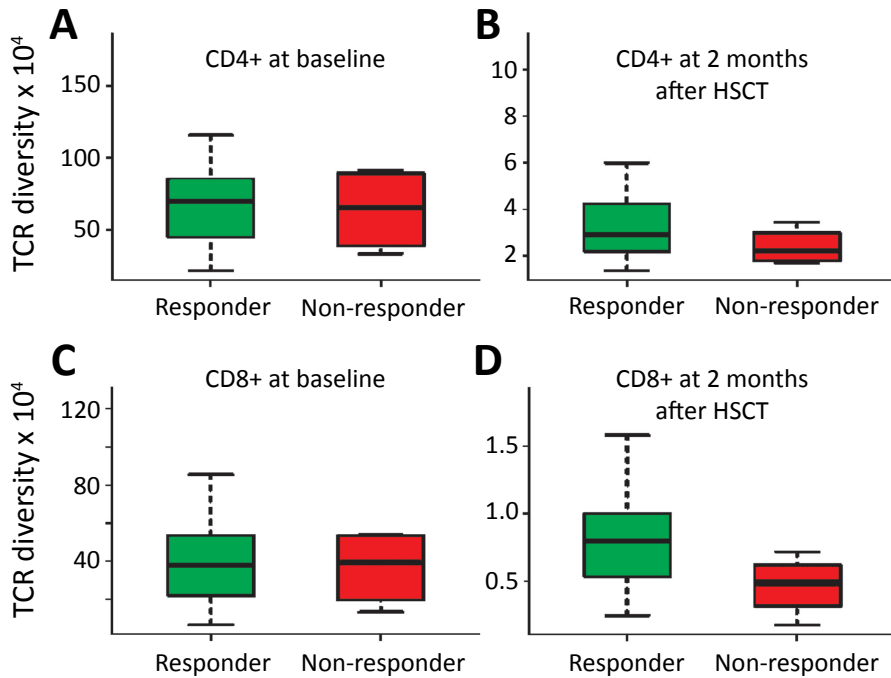 A
CD4+ at baseline
TCR diversity x 10⁴
150
100
50
Responder
Non-responder
B
CD4+ at 2 months
after HSCT
10
8
6
4
2
Responder
Non-responder
C
CD8+ at baseline
TCR diversity x 10⁴
120
80
40
Responder
Non-responder
D
CD8+ at 2 months
after HSCT
1.5
1.0
0.5
Responder
Non-responder